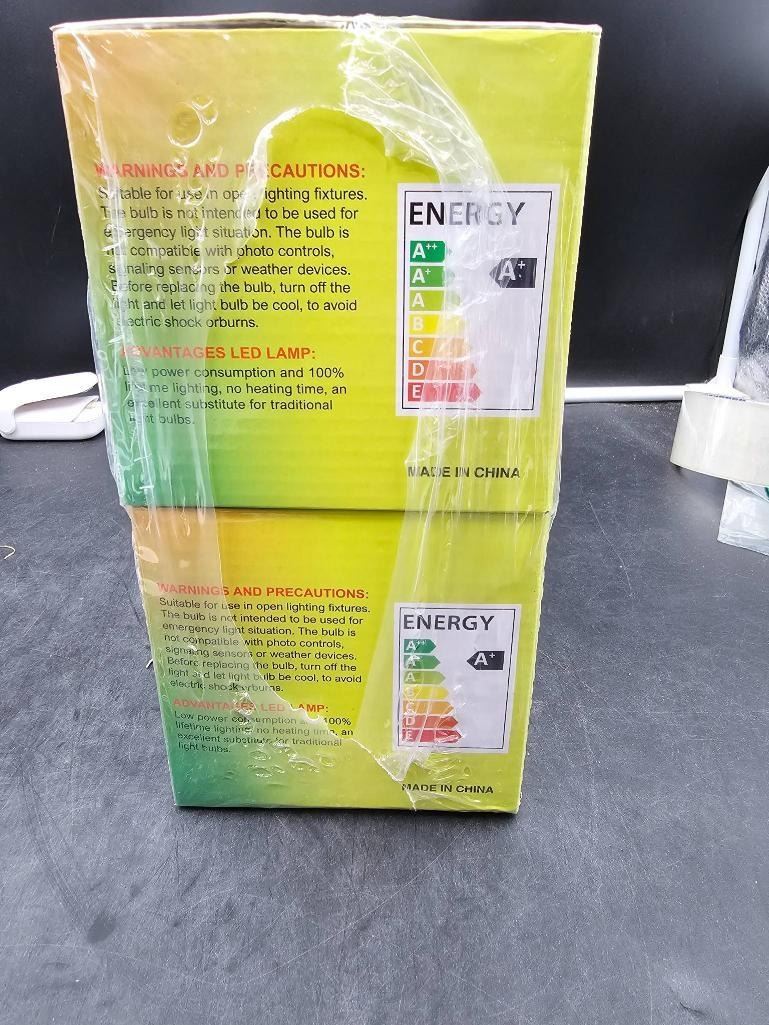 WARNINGS AND PRECAUTIONS:
Suitable for use in open lighting fixtures.
The bulb is not intended to be used for
emergency light situation. The bulb is
not compatible with photo controls,
signaling sensors or weather devices.
Before replacing the bulb, turn off the
light and let light bulb be cool, to avoid
electric shock orburns.
ADVANTAGES LED LAMP:
Low power consumption and 100%
lifetime lighting, no heating time, an
excellent substitute for traditional
light bulbs.
ENERGY
A++
A+
A+
A
B
C
D
E
MADE IN CHINA
WARNINGS AND PRECAUTIONS:
Suitable for use in open lighting fixtures.
The bulb is not intended to be used for
emergency light situation. The bulb is
not compatible with photo controls,
signaling sensors or weather devices.
Before replacing the bulb, turn off the
light and let light bulb be cool, to avoid
electric shock orburns.
ADVANTAGES LED LAMP:
Low power consumption and 100%
lifetime lighting, no heating time, an
excellent substitute for traditional
light bulbs.
ENERGY
A++
A+
A+
A
B
C
D
E
MADE IN CHINA